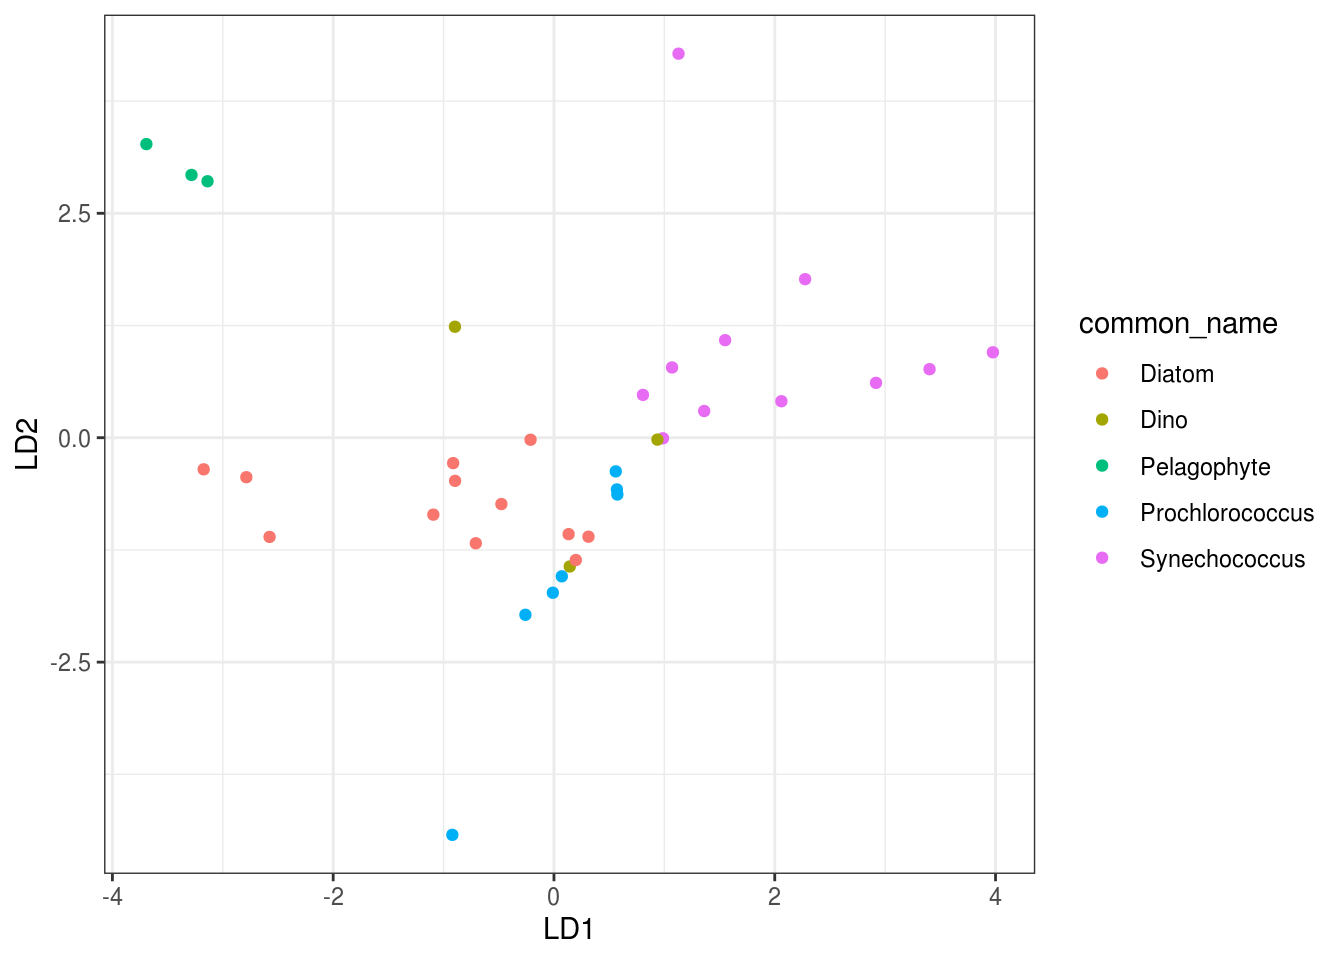 2.5
0.0
-2.5
LD2
-4
-2
0
2
4
LD1
common_name
Diatom
Dino
Pelagophyte
Prochlorococcus
Synechococcus